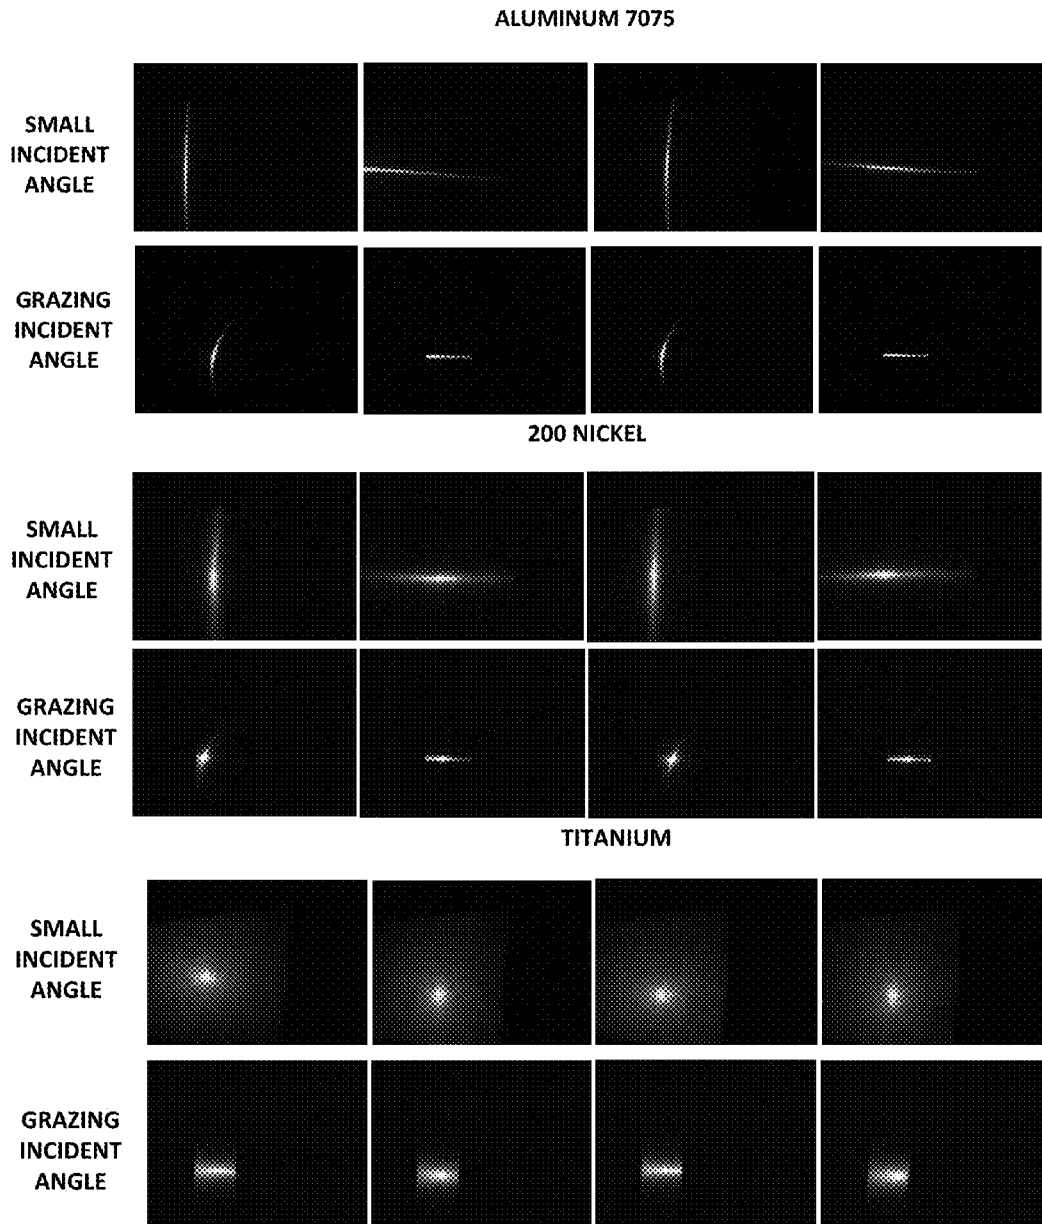 ALUMINUM 7075
SMALL
INCIDENT
ANGLE
GRAZING
INCIDENT
ANGLE
200 NICKEL
SMALL
INCIDENT
ANGLE
GRAZING
INCIDENT
ANGLE
TITANIUM
SMALL
INCIDENT
ANGLE
GRAZING
INCIDENT
ANGLE